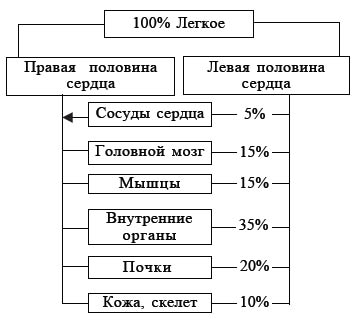 100% Легкое
Правая половина
сердца
Левая половина
сердца
Сосуды сердца 5%
Головной мозг 15%
Мышцы 15%
Внутренние
органы 35%
Почки 20%
Кожа, скелет 10%